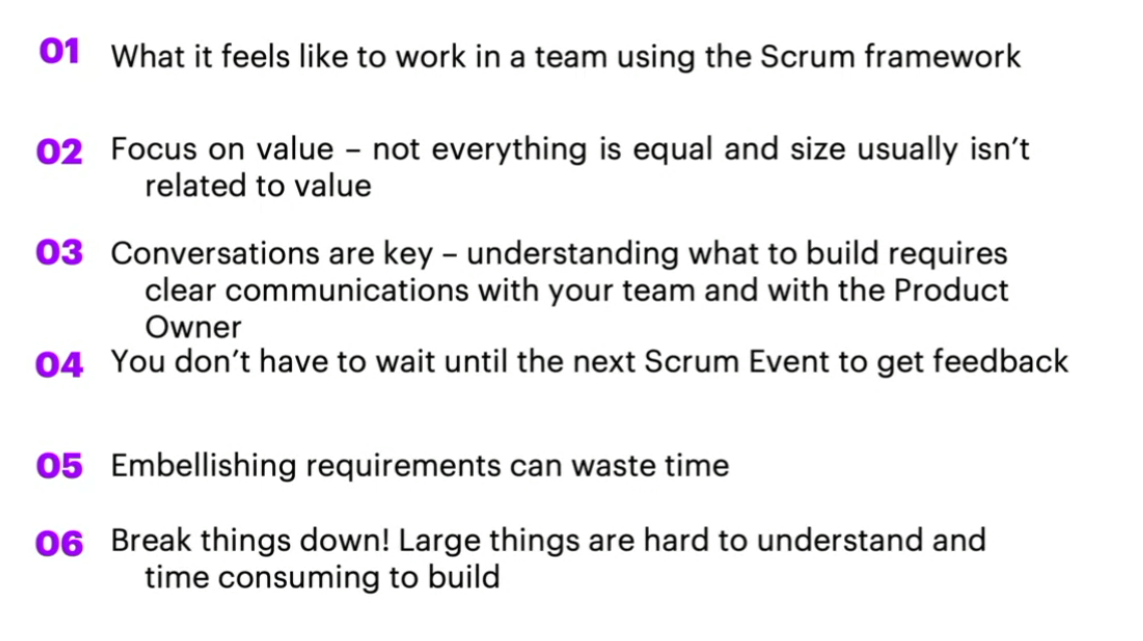 01 What it feels like to work in a team using the Scrum framework
02 Focus on value – not everything is equal and size usually isn’t
related to value
03 Conversations are key – understanding what to build requires
clear communications with your team and with the Product
Owner
04 You don’t have to wait until the next Scrum Event to get feedback
05 Embellishing requirements can waste time
06 Break things down! Large things are hard to understand and
time consuming to build